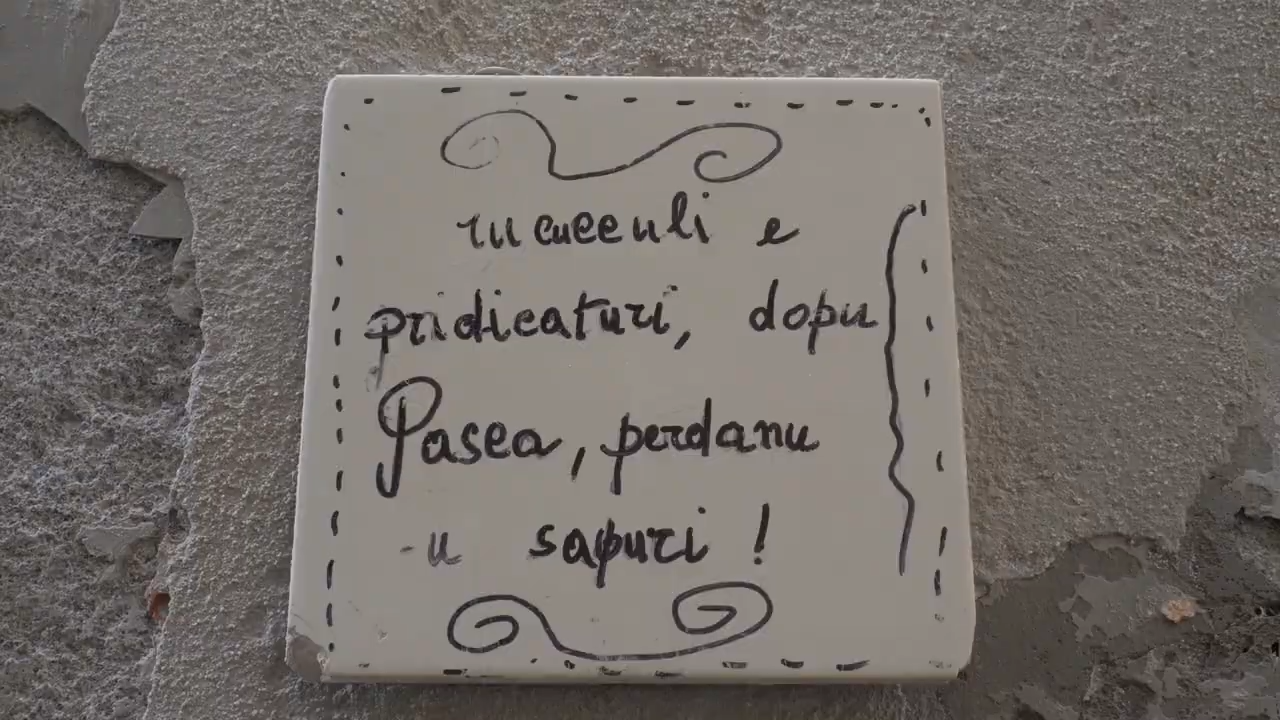 e
pridicaturi, dopu
Pasca, perdanu
u sapuri !